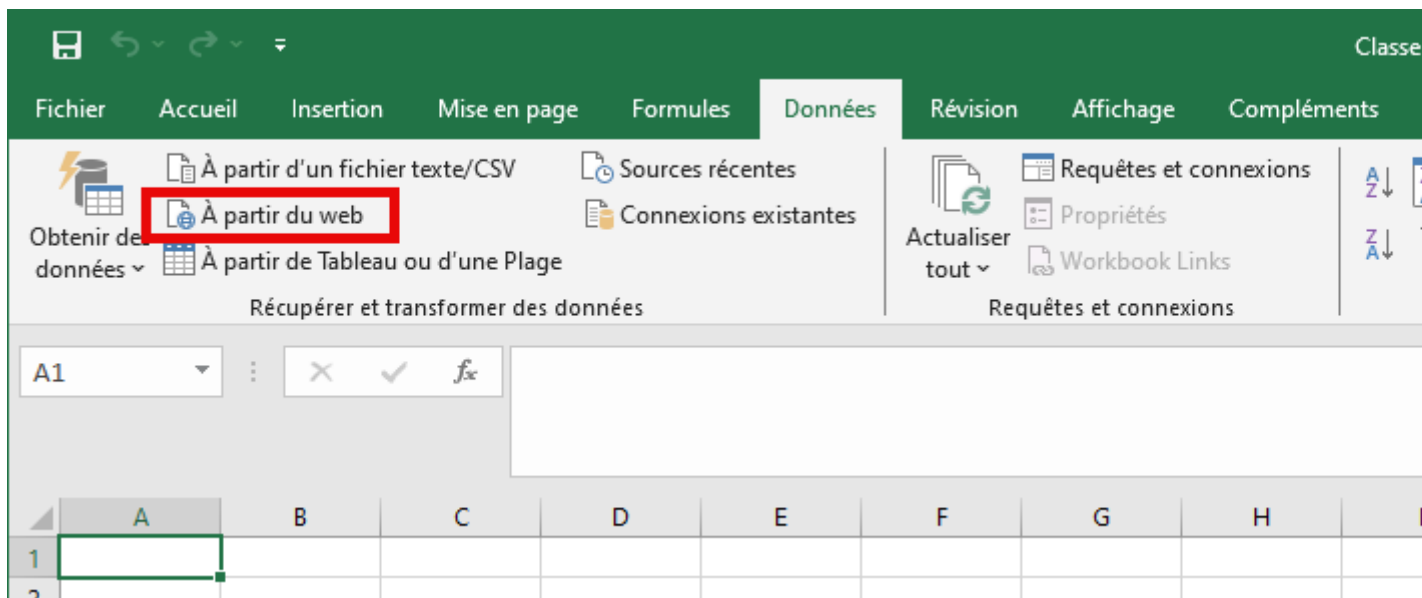 Classe
Fichier Accueil Insertion Mise en page Formules Données Révision Affichage Compléments
À partir d'un fichier texte/CSV Sources récentes Requêtes et connexions
À partir du web Connexions existantes Propriétés
À partir de Tableau ou d'une Plage Workbook Links
Obtenir des
données
Actualiser
tout
Récupérer et transformer des données Requêtes et connexions
A1 fx
A B C D E F G H
1